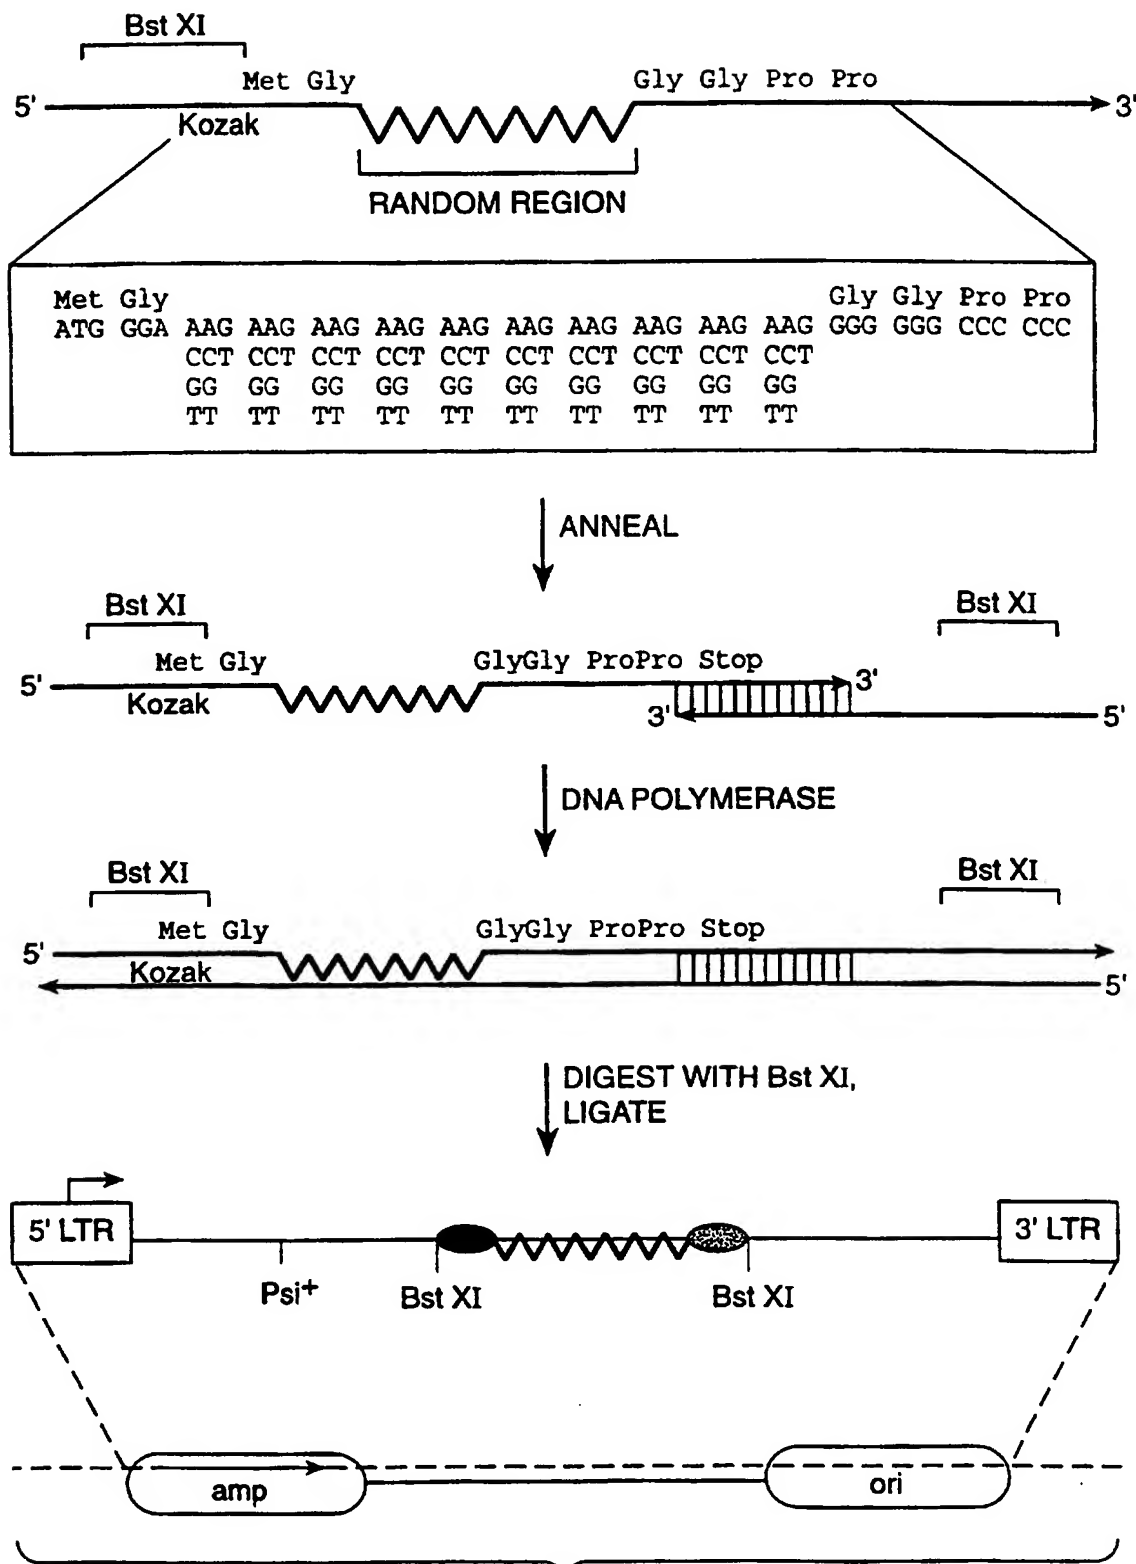 Bst XI
Met Gly Gly Gly Pro Pro
5' 3'
Kozak
RANDOM REGION
Met Gly Gly Gly Pro Pro
ATG GGA AAG AAG AAG AAG AAG AAG AAG AAG AAG AAG GGG GGG CCC CCC
CCT CCT CCT CCT CCT CCT CCT CCT CCT CCT
GG GG GG GG GG GG GG GG GG GG
TT TT TT TT TT TT TT TT TT TT
ANNEAL
Bst XI Bst XI
Met Gly GlyGly ProPro Stop
5' 3'
Kozak 3' 5'
DNA POLYMERASE
Bst XI Bst XI
Met Gly GlyGly ProPro Stop
5'
Kozak 5'
DIGEST WITH Bst XI,
LIGATE
5' LTR 3' LTR
Psi+ Bst XI Bst XI
amp ori